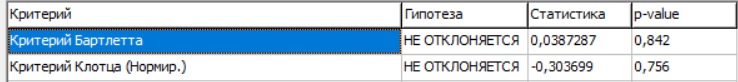 Критерий Гипотеза Статистика p-value
Критерий Бартлетта НЕ ОТКЛОНЯЕТСЯ 0,0387287 0,842
Критерий Клотца (Нормир.) НЕ ОТКЛОНЯЕТСЯ -0,303699 0,756